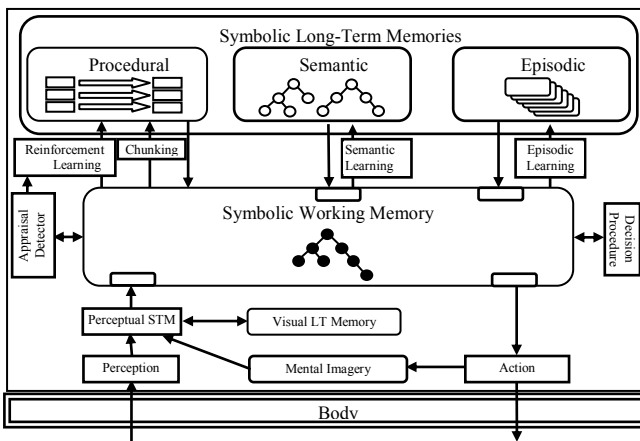 Symbolic Long-Term Memories
Procedural
Semantic
Episodic
Reinforcement
Learning
Chunking
Semantic
Learning
Episodic
Learning
Appraisal
Detector
Symbolic Working Memory
Decision
Procedure
Perceptual STM
Visual LT Memory
Perception
Mental Imagery
Action
Body